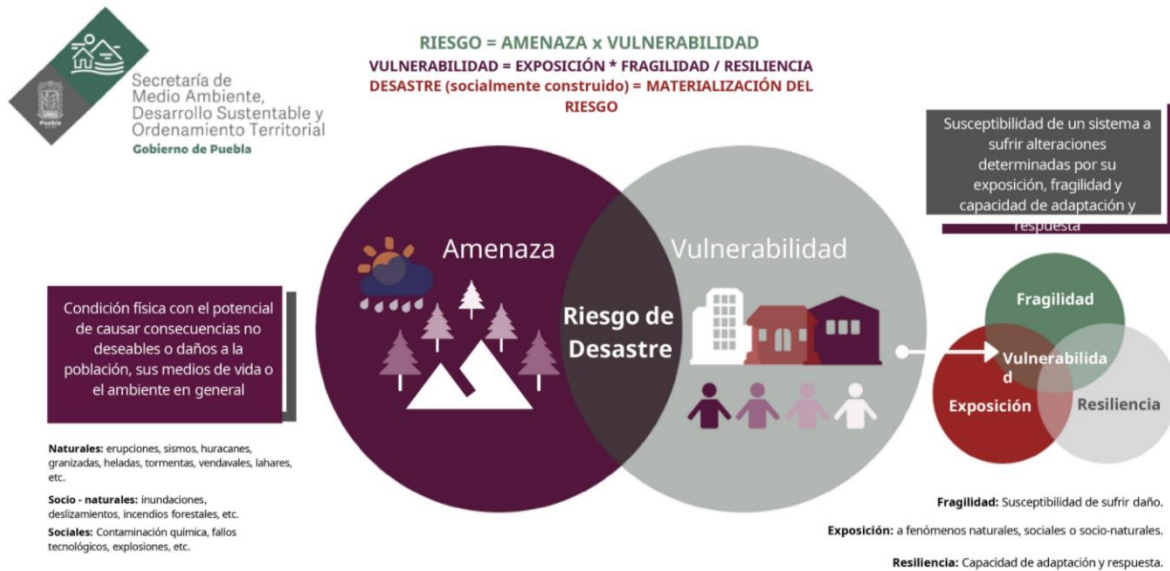 Secretaría de
Medio Ambiente,
Desarrollo Sustentable y
Ordenamiento Territorial
Gobierno de Puebla
Puebla
RIESGO = AMENAZA x VULNERABILIDAD
VULNERABILIDAD = EXPOSICIÓN * FRAGILIDAD / RESILIENCIA
DESASTRE (socialmente construido) = MATERIALIZACIÓN DEL
RIESGO
Condición física con el potencial
de causar consecuencias no
deseables o daños a la
población, sus medios de vida o
el ambiente en general
Naturales: erupciones, sismos, huracanes,
granizadas, heladas, tormentas, vendavales, lahares,
etc.
Socio - naturales: inundaciones,
deslizamientos, incendios forestales, etc.
Sociales: Contaminación química, fallos
tecnológicos, explosiones, etc.
Amenaza
Riesgo de
Desastre
Vulnerabilidad
Susceptibilidad de un sistema a
sufrir alteraciones
determinadas por su
exposición, fragilidad y
capacidad de adaptación y
respuesta
Fragilidad
Vulnerabilida
d
Exposición
Resiliencia
Fragilidad: Susceptibilidad de sufrir daño.
Exposición: a fenómenos naturales, sociales o socio-naturales.
Resiliencia: Capacidad de adaptación y respuesta.